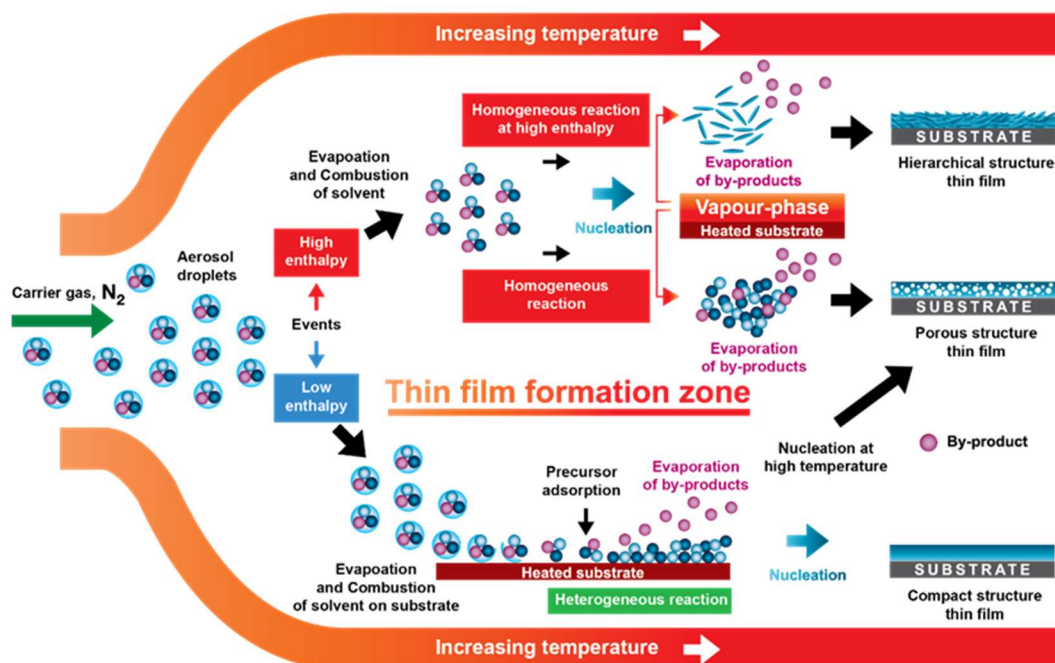 Increasing temperature
Homogeneous reaction
at high enthalpy
Evapoation
and Combustion
of solvent
Evaporation
of by-products
SUBSTRATE
Hierarchical structure
thin film
Nucleation
Vapour-phase
Heated substrate
High
enthalpy
Aerosol
droplets
Carrier gas, N₂
Homogeneous
reaction
Events
SUBSTRATE
Porous structure
thin film
Evaporation
of by-products
Low
enthalpy
Thin film formation zone
Nucleation at
high temperature
By-product
Precursor
adsorption
Evaporation
of by-products
Evapoation
and Combustion
of solvent on substrate
Heated substrate
Heterogeneous reaction
Nucleation
SUBSTRATE
Compact structure
thin film
Increasing temperature